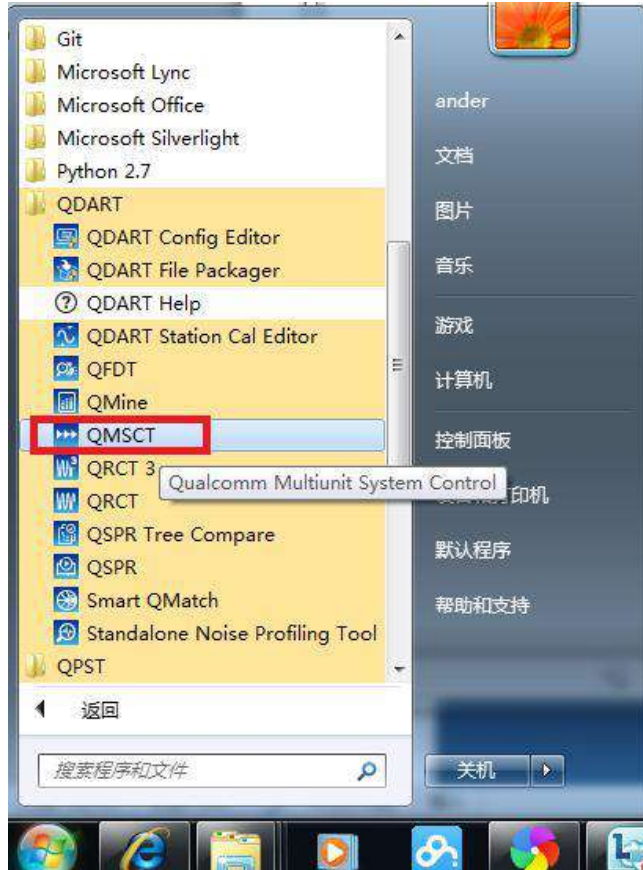 Git
Microsoft Lync
Microsoft Office
Microsoft Silverlight
Python 2.7
QDART
QDART Config Editor
QDART File Packager
QDART Help
QDART Station Cal Editor
QFDT
QMine
QMSCT
QRCT 3
Qualcomm Multiunit System Control
QRCT
QSPR Tree Compare
QSPR
Smart QMatch
Standalone Noise Profiling Tool
QPST
返回
搜索程序和文件
ander
文档
图片
音乐
游戏
计算机
控制面板
印机
默认程序
帮助和支持
关机